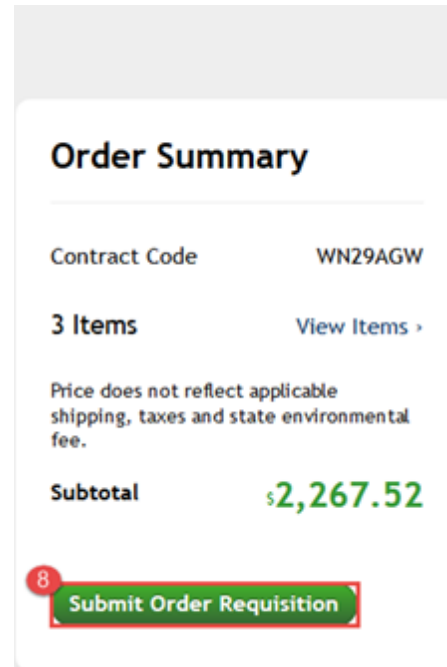 Order Summary
Contract Code WN29AGW
3 Items View Items ›
Price does not reflect applicable
shipping, taxes and state environmental
fee.
Subtotal $2,267.52
8
Submit Order Requisition